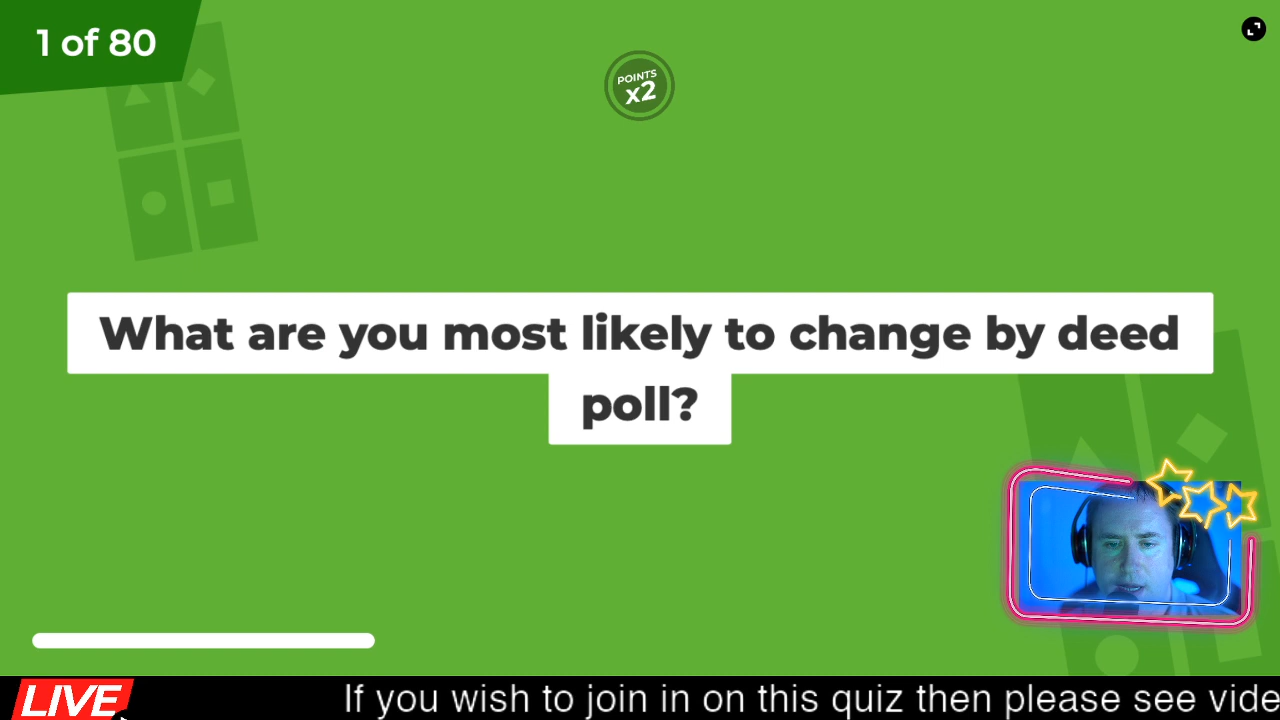 1 of 80
POINTS
x2
What are you most likely to change by deed
poll?
LIVE
If you wish to join in on this quiz then please see vide